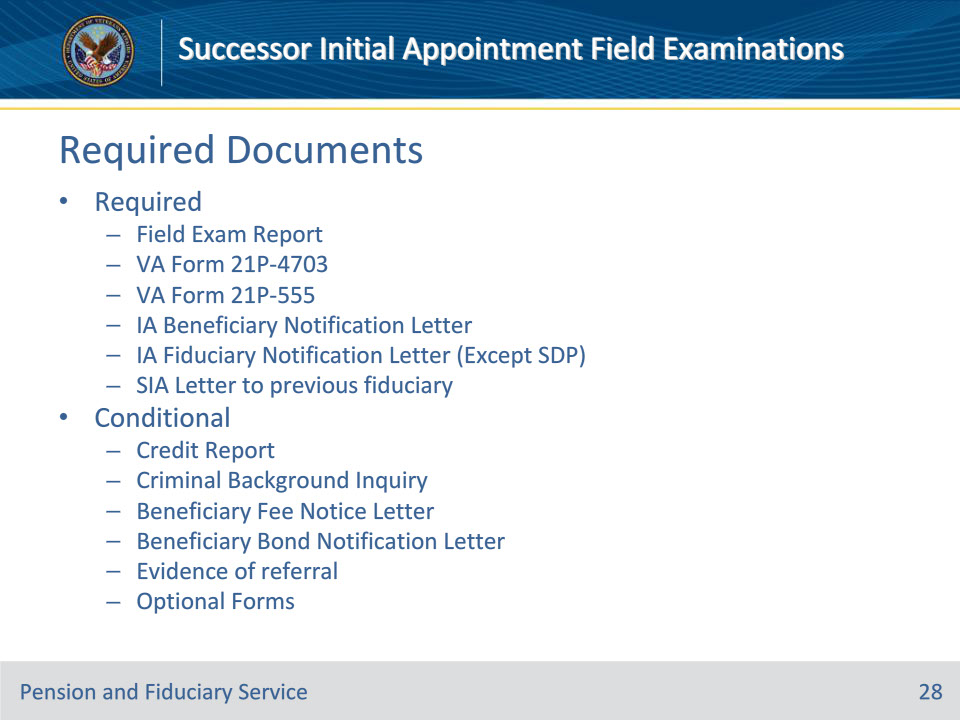 Successor Initial Appointment Field Examinations
Required Documents
• Required
– Field Exam Report
– VA Form 21P-4703
– VA Form 21P-555
– IA Beneficiary Notification Letter
– IA Fiduciary Notification Letter (Except SDP)
– SIA Letter to previous fiduciary
• Conditional
– Credit Report
– Criminal Background Inquiry
– Beneficiary Fee Notice Letter
– Beneficiary Bond Notification Letter
– Evidence of referral
– Optional Forms
Pension and Fiduciary Service
28